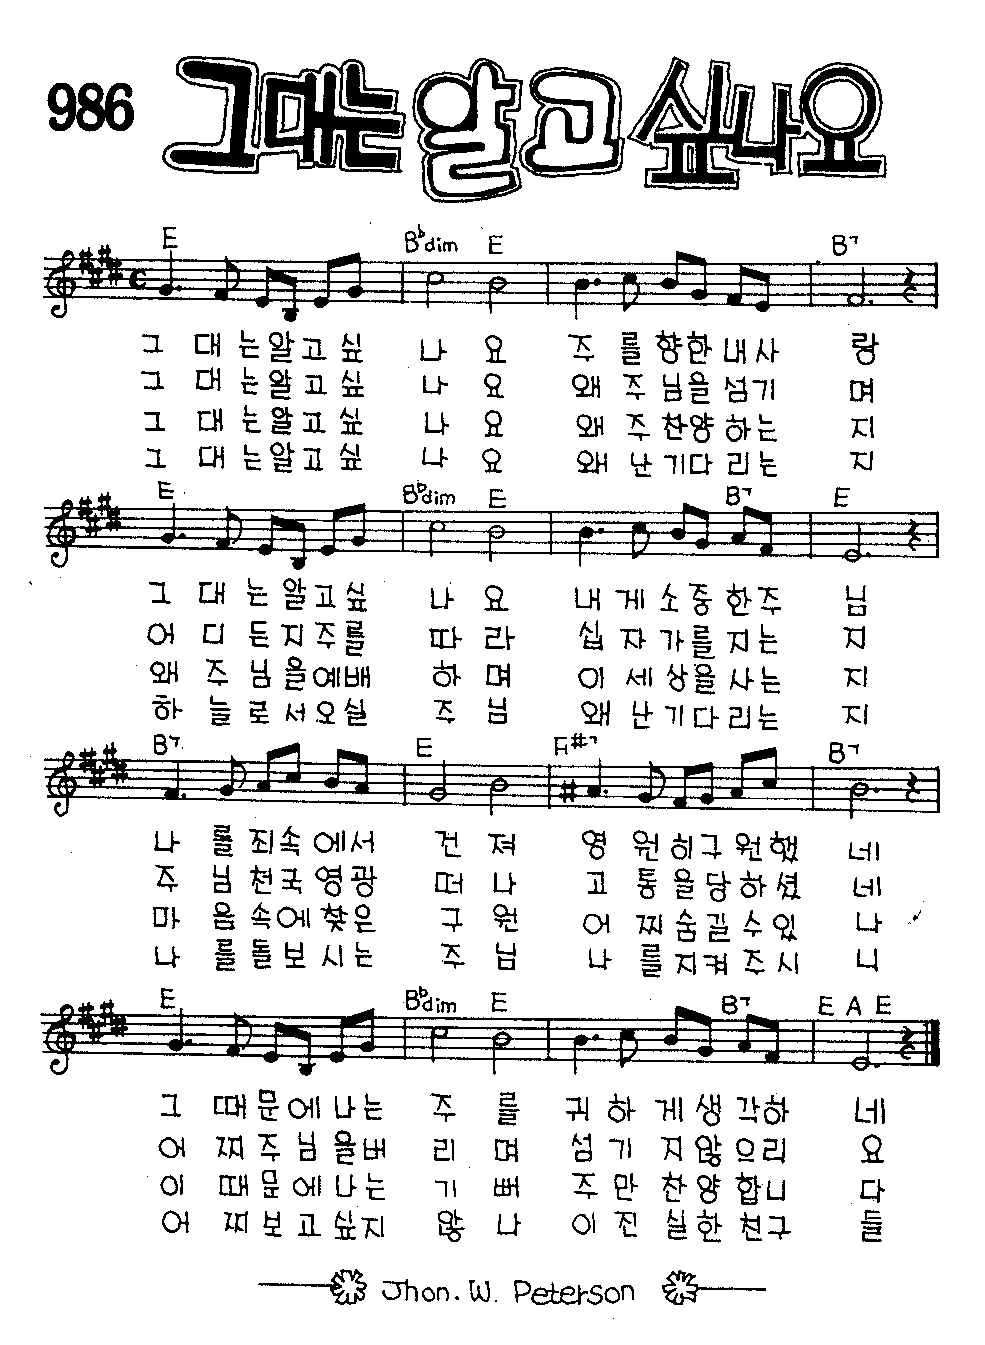 986 그대는 알고 싶나요
E B♭dim E B7
그 대 는 알 고 싶 나 요 주 를 향 한 내 사 랑
그 대 는 알 고 싶 나 요 왜 주 님 을 섬 기 며
그 대 는 알 고 싶 나 요 왜 주 찬 양 하 는 지
그 대 는 알 고 싶 나 요 왜 난 기 다 리 는 지
E B♭dim E B7 E
그 대 는 알 고 싶 나 요 내 게 소 중 한 주 님
어 디 든 지 주 를 따 라 십 자 가 를 지 는 지
왜 주 님 을 예 배 하 며 이 세 상 을 사 는 지
하 늘 로 서 오 실 주 님 왜 난 기 다 리 는 지
B7 E F#7 B7
나 를 죄 속 에 서 건 져 영 원 히 구 원 했 네
주 님 천 국 영 광 떠 나 고 통 을 당 하 셨 네
마 음 속 에 찾 은 구 원 어 찌 숨 길 수 있 나
나 를 돌 보 시 는 주 님 나 를 지 켜 주 시 니
E B♭dim E B7 E A E
그 때 문 에 나 는 주 를 귀 하 게 생 각 하 네
어 찌 주 님 을 버 리 며 섬 기 지 않 으 리 요
이 때 문 에 나 는 기 뻐 주 만 찬 양 합 니 다
어 찌 보 고 싶 지 않 나 이 진 실 한 친 구 들
Jhon. W. Peterson